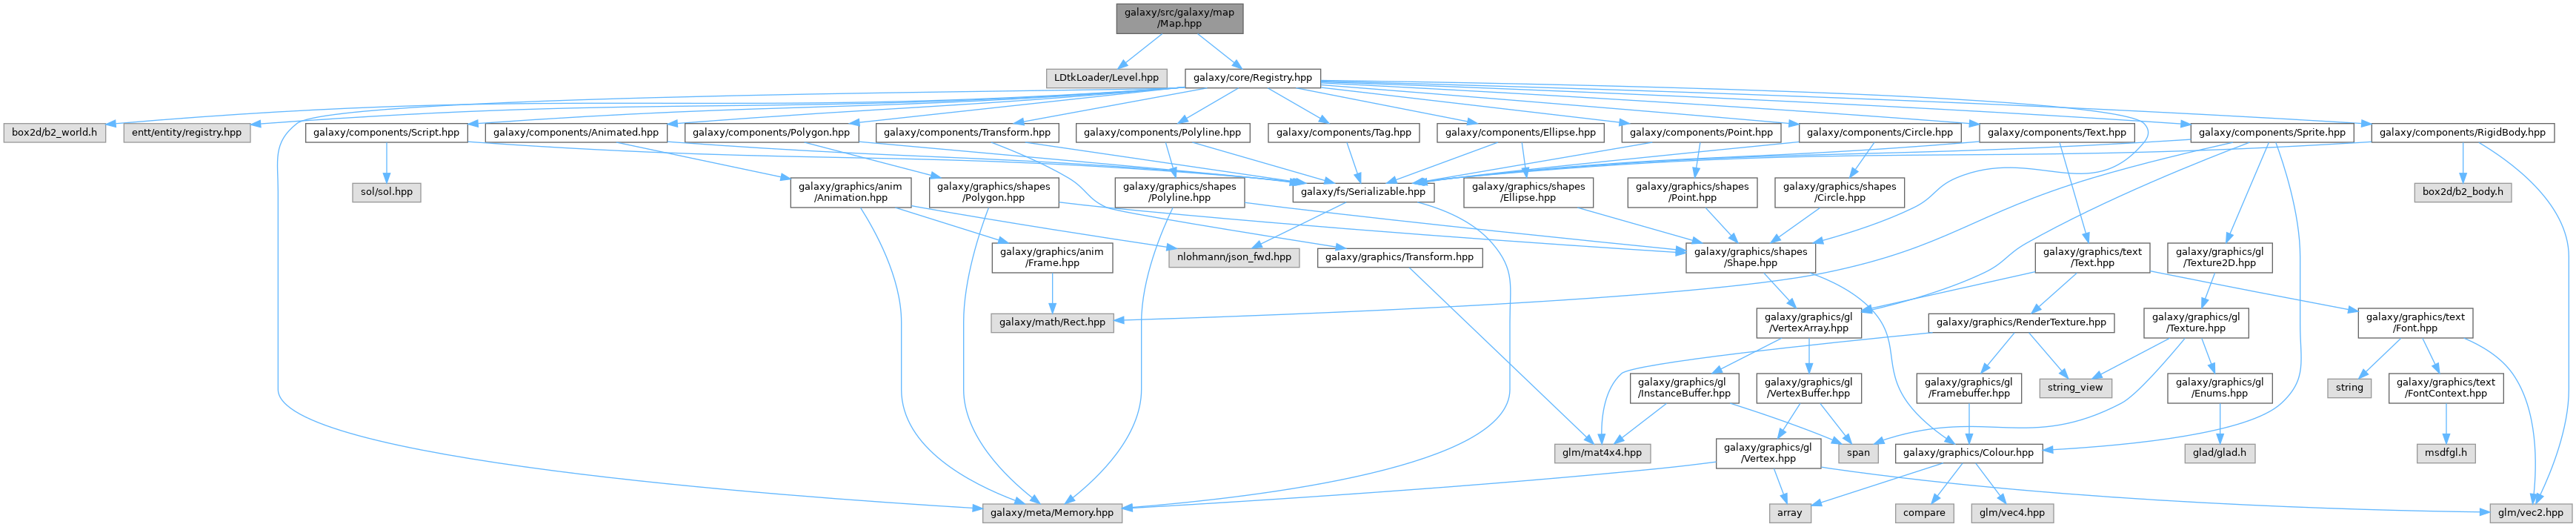 galaxy/src/galaxy/map
/Map.hpp
LDtkLoader/Level.hpp
galaxy/core/Registry.hpp
box2d/b2_world.h
entt/entity/registry.hpp
galaxy/components/Script.hpp
galaxy/components/Animated.hpp
galaxy/components/Polygon.hpp
galaxy/components/Transform.hpp
galaxy/components/Polyline.hpp
galaxy/components/Tag.hpp
galaxy/components/Ellipse.hpp
galaxy/components/Point.hpp
galaxy/components/Circle.hpp
galaxy/components/Text.hpp
galaxy/components/Sprite.hpp
galaxy/components/RigidBody.hpp
sol/sol.hpp
galaxy/graphics/anim
/Animation.hpp
galaxy/graphics/shapes
/Polygon.hpp
galaxy/graphics/shapes
/Polyline.hpp
galaxy/fs/Serializable.hpp
galaxy/graphics/shapes
/Ellipse.hpp
galaxy/graphics/shapes
/Point.hpp
galaxy/graphics/shapes
/Circle.hpp
box2d/b2_body.h
galaxy/graphics/anim
/Frame.hpp
nlohmann/json_fwd.hpp
galaxy/graphics/Transform.hpp
galaxy/graphics/shapes
/Shape.hpp
galaxy/graphics/text
/Text.hpp
galaxy/graphics/gl
/Texture2D.hpp
galaxy/math/Rect.hpp
galaxy/graphics/gl
/VertexArray.hpp
galaxy/graphics/RenderTexture.hpp
galaxy/graphics/gl
/Texture.hpp
galaxy/graphics/text
/Font.hpp
galaxy/graphics/gl
/InstanceBuffer.hpp
galaxy/graphics/gl
/VertexBuffer.hpp
galaxy/graphics/gl
/Framebuffer.hpp
string_view
galaxy/graphics/gl
/Enums.hpp
string
galaxy/graphics/text
/FontContext.hpp
glm/mat4x4.hpp
galaxy/graphics/gl
/Vertex.hpp
span
galaxy/graphics/Colour.hpp
glad/glad.h
msdfgl.h
galaxy/meta/Memory.hpp
array
compare
glm/vec4.hpp
glm/vec2.hpp